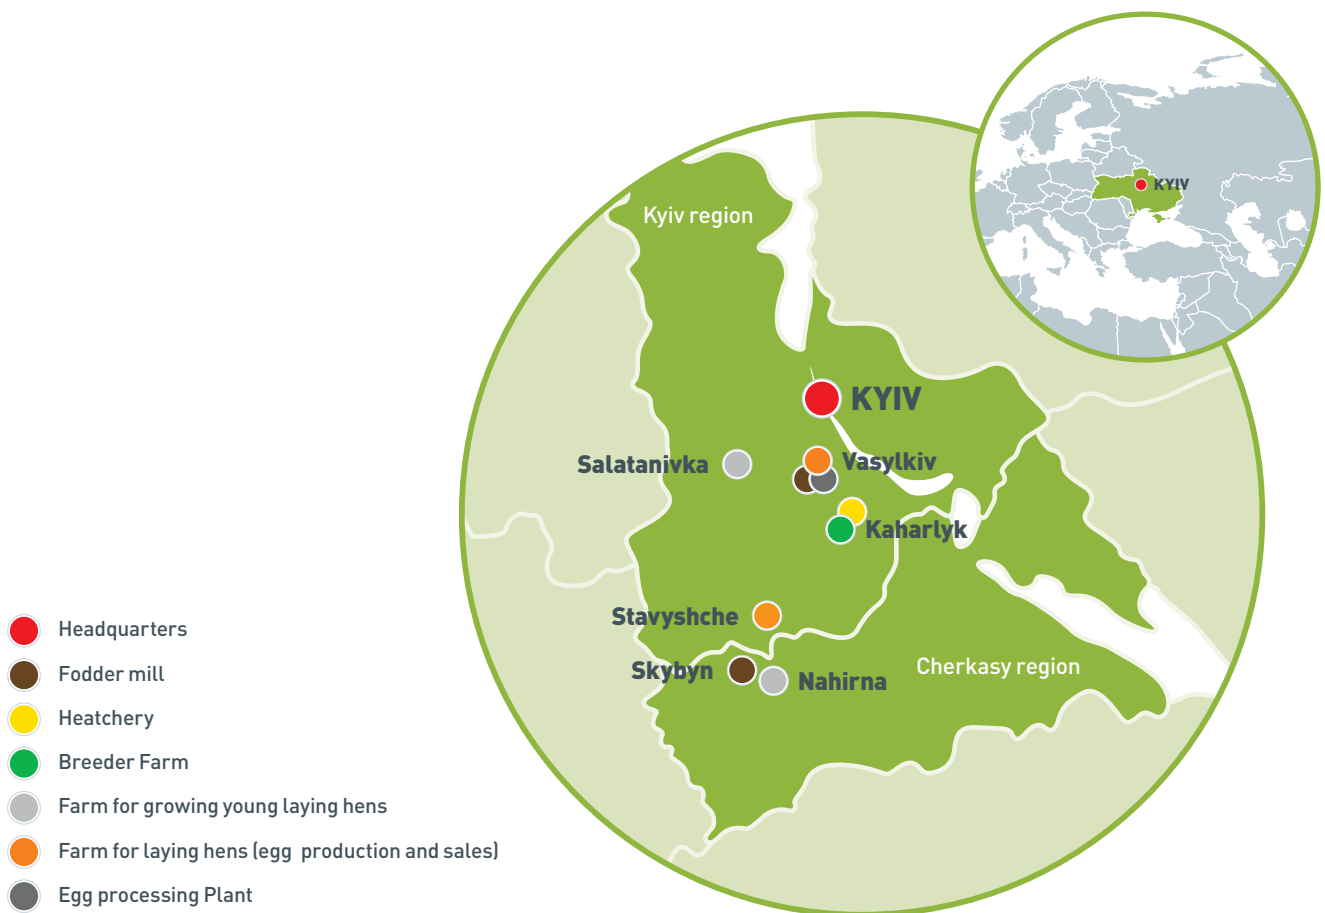 KYIV
Kyiv region
KYIV
Salatanivka
Vasylkiv
Kaharlyk
Stavyshche
Skybyn
Nahirna
Cherkasy region
Headquarters
Fodder mill
Heatchery
Breeder Farm
Farm for growing young laying hens
Farm for laying hens (egg production and sales)
Egg processing Plant